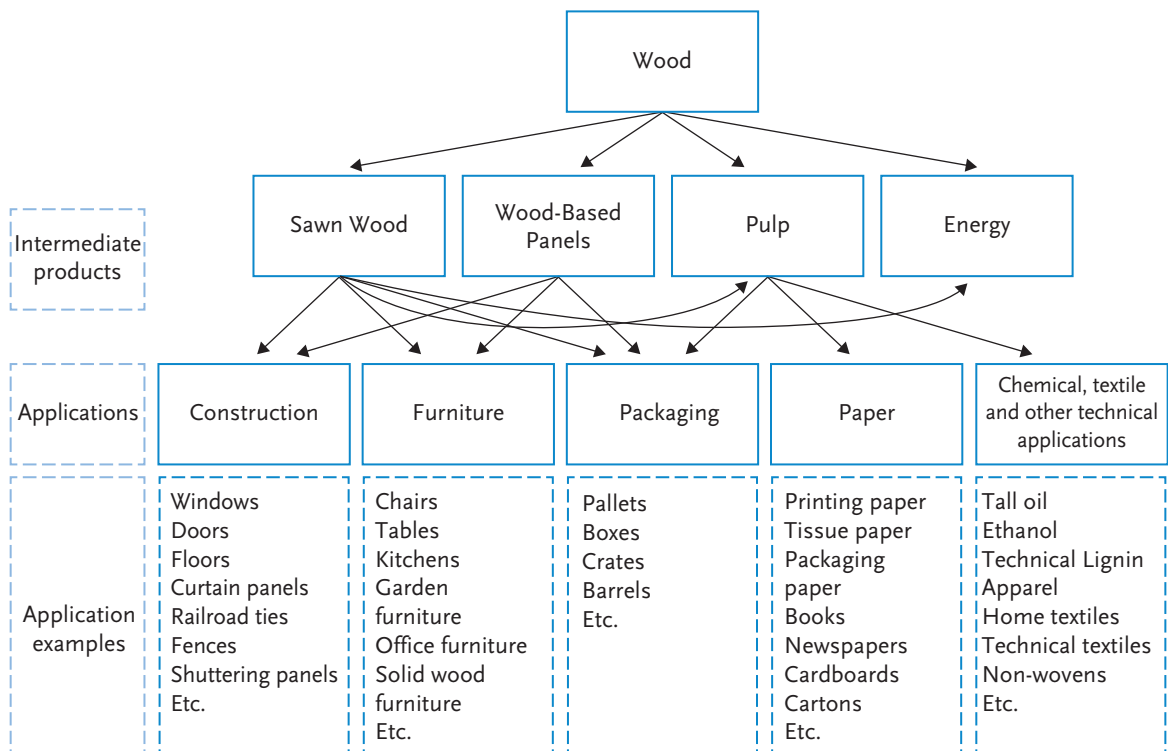 Wood
Sawn Wood
Wood-Based
Panels
Pulp
Energy
Intermediate
products
Applications
Construction
Furniture
Packaging
Paper
Chemical, textile
and other technical
applications
Application
examples
Windows
Doors
Floors
Curtain panels
Railroad ties
Fences
Shuttering panels
Etc.
Chairs
Tables
Kitchens
Garden
furniture
Office furniture
Solid wood
furniture
Etc.
Pallets
Boxes
Crates
Barrels
Etc.
Printing paper
Tissue paper
Packaging
paper
Books
Newspapers
Cardboards
Cartons
Etc.
Tall oil
Ethanol
Technical Lignin
Apparel
Home textiles
Technical textiles
Non-wovens
Etc.